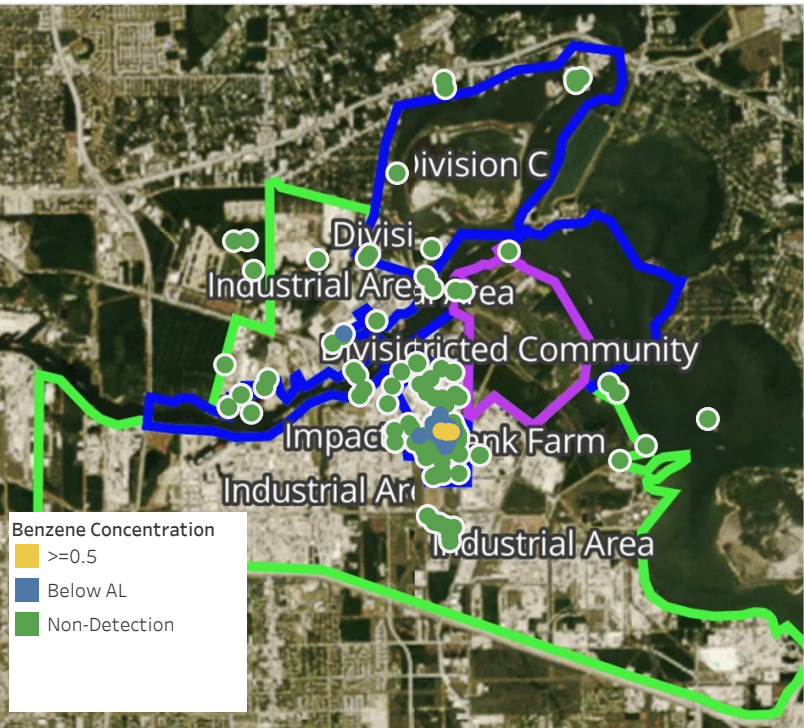 Division C
Divisi
Industrial Area
Area
Divisi
tricted Community
Impac
ank Farm
Industrial Are
Industrial Area
Benzene Concentration
>=0.5
Below AL
Non-Detection